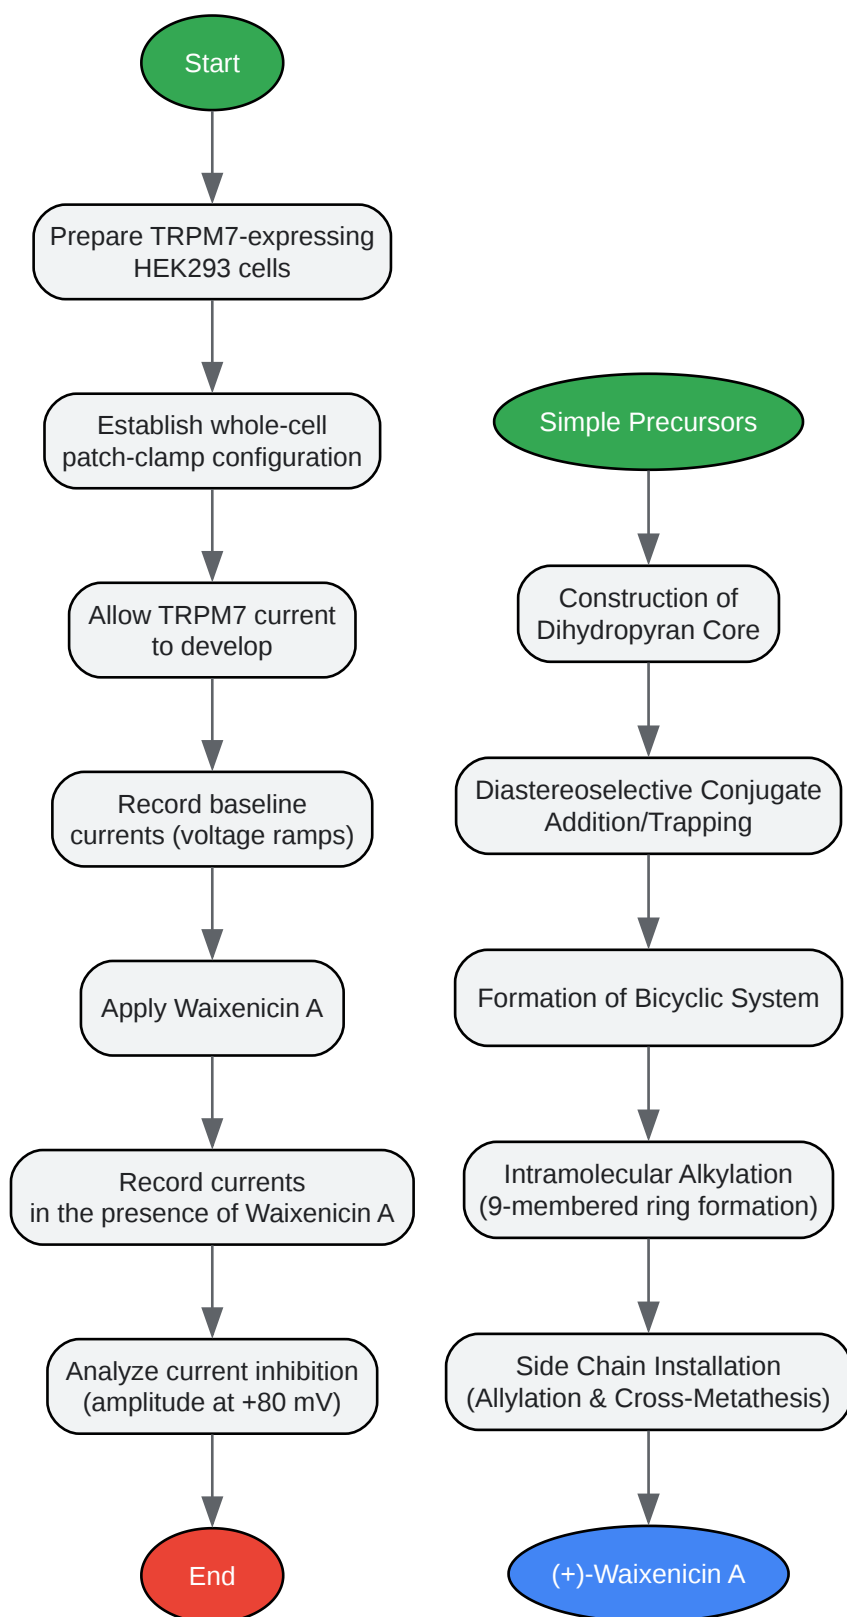 Start
Prepare TRPM7-expressing
HEK293 cells
Establish whole-cell
patch-clamp configuration
Allow TRPM7 current
to develop
Record baseline
currents (voltage ramps)
Apply Waixenicin A
Record currents
in the presence of Waixenicin A
Analyze current inhibition
(amplitude at +80 mV)
End
Simple Precursors
Construction of
Dihydropyran Core
Diastereoselective Conjugate
Addition/Trapping
Formation of Bicyclic System
Intramolecular Alkylation
(9-membered ring formation)
Side Chain Installation
(Allylation & Cross-Metathesis)
(+)-Waixenicin A